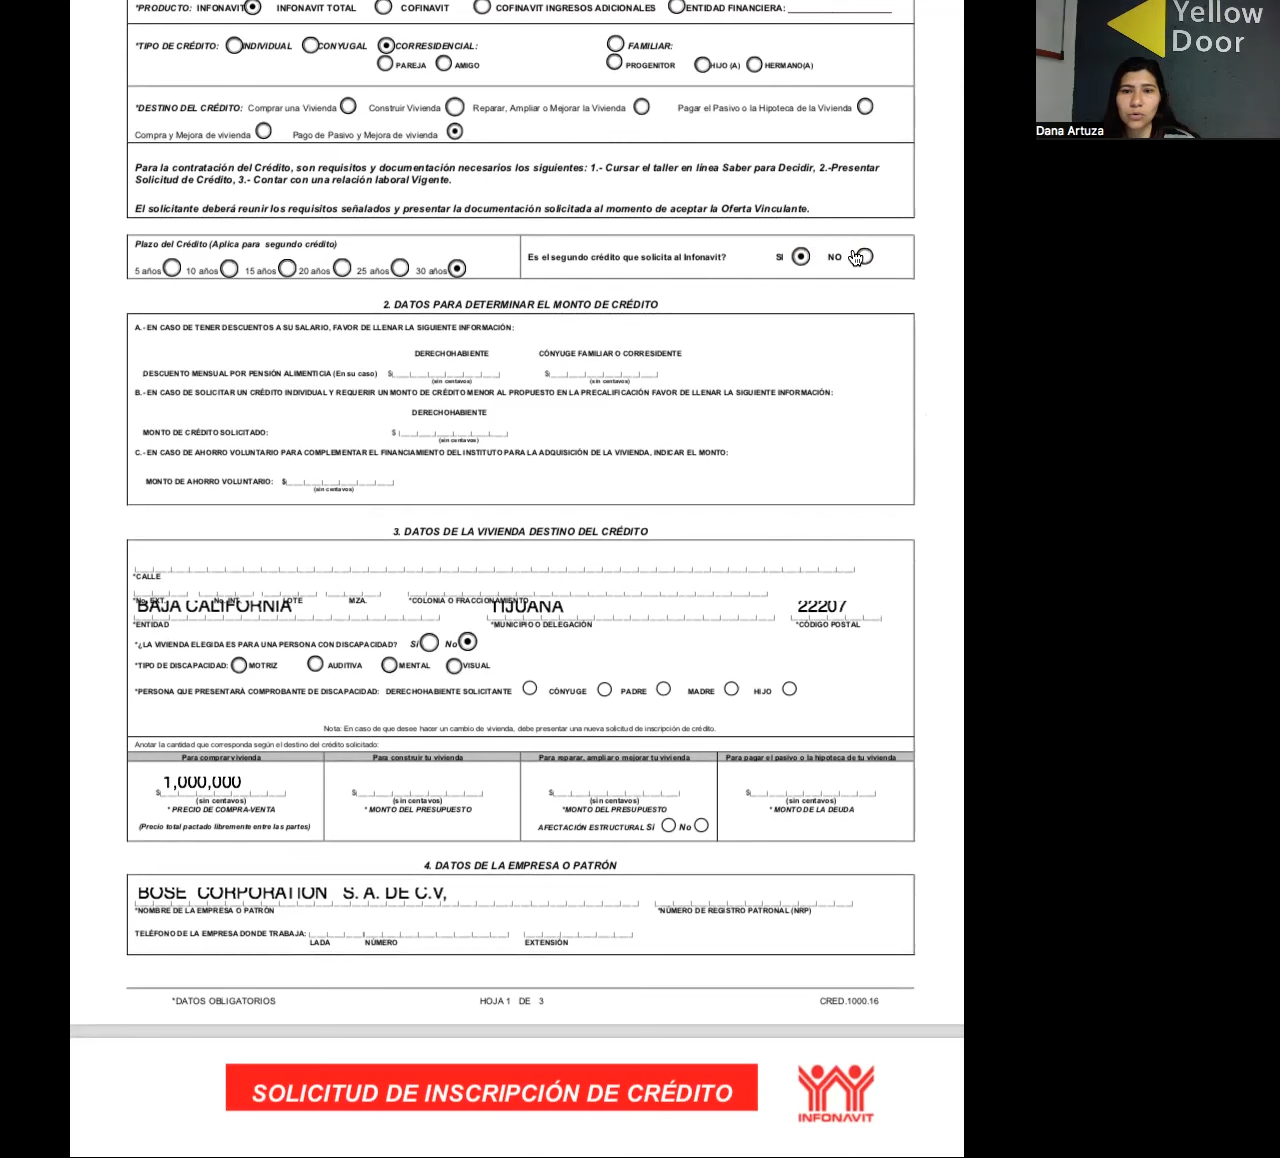 *PRODUCTO: INFONAVIT INFONAVIT TOTAL COFINAVIT COFINAVIT INGRESOS ADICIONALES ENTIDAD FINANCIERA:
*TIPO DE CRÉDITO: INDIVIDUAL CONYUGAL CORRESIDENCIAL: FAMILIAR:
PAREJA AMIGO PROGENITOR HIJO (A) HERMANO(A)
*DESTINO DEL CRÉDITO: Comprar una Vivienda Construir Vivienda Reparar, Ampliar o Mejorar la Vivienda Pagar el Pasivo o la Hipoteca de la Vivienda
Compra y Mejora de vivienda Pago de Pasivo y Mejora de vivienda
Para la contratación del Crédito, son requisitos y documentación necesarios los siguientes: 1.- Cursar el taller en línea Saber para Decidir, 2.-Presentar
Solicitud de Crédito, 3.- Contar con una relación laboral Vigente.
El solicitante deberá reunir los requisitos señalados y presentar la documentación solicitada al momento de aceptar la Oferta Vinculante.
Plazo del Crédito (Aplica para segundo crédito)
5 años 10 años 15 años 20 años 25 años 30 años
Es el segundo crédito que solicita al Infonavit? SI NO
2. DATOS PARA DETERMINAR EL MONTO DE CRÉDITO
A.- EN CASO DE TENER DESCUENTOS A SU SALARIO, FAVOR DE LLENAR LA SIGUIENTE INFORMACIÓN:
DERECHOHABIENTE CÓNYUGE FAMILIAR O CORRESIDENTE
DESCUENTO MENSUAL POR PENSIÓN ALIMENTICIA (En su caso) $ $
(sin centavos) (sin centavos)
B.- EN CASO DE SOLICITAR UN CRÉDITO INDIVIDUAL Y REQUERIR UN MONTO DE CRÉDITO MENOR AL PROPUESTO EN LA PRECALIFICACIÓN FAVOR DE LLENAR LA SIGUIENTE INFORMACIÓN:
DERECHOHABIENTE
MONTO DE CRÉDITO SOLICITADO: $
(sin centavos)
C.- EN CASO DE AHORRO VOLUNTARIO PARA COMPLEMENTAR EL FINANCIAMIENTO DEL INSTITUTO PARA LA ADQUISICIÓN DE LA VIVIENDA, INDICAR EL MONTO:
MONTO DE AHORRO VOLUNTARIO: $
(sin centavos)
3. DATOS DE LA VIVIENDA DESTINO DEL CRÉDITO
*CALLE
*No. EXT. No. INT. LOTE MZA. *COLONIA O FRACCIONAMIENTO
BAJA CALIFORNIA TIJUANA 22207
*ENTIDAD *MUNICIPIO O DELEGACIÓN *CÓDIGO POSTAL
*¿LA VIVIENDA ELEGIDA ES PARA UNA PERSONA CON DISCAPACIDAD? Sí No
*TIPO DE DISCAPACIDAD: MOTRIZ AUDITIVA MENTAL VISUAL
*PERSONA QUE PRESENTARÁ COMPROBANTE DE DISCAPACIDAD: DERECHOHABIENTE SOLICITANTE CÓNYUGE PADRE MADRE HIJO
Nota: En caso de que desee hacer un cambio de vivienda, debe presentar una nueva solicitud de inscripción de crédito.
Anotar la cantidad que corresponda según el destino del crédito solicitado:
Para comprar vivienda Para construir tu vivienda Para reparar, ampliar o mejorar tu vivienda Para pagar el pasivo o la hipoteca de tu vivienda
1,000,000
$ $ $ $
(sin centavos) (sin centavos) (sin centavos) (sin centavos)
* PRECIO DE COMPRA-VENTA * MONTO DEL PRESUPUESTO *MONTO DEL PRESUPUESTO * MONTO DE LA DEUDA
(Precio total pactado libremente entre las partes) AFECTACIÓN ESTRUCTURAL Sí No
4. DATOS DE LA EMPRESA O PATRÓN
BOSE CORPORATION S. A. DE C.V,
*NOMBRE DE LA EMPRESA O PATRÓN *NÚMERO DE REGISTRO PATRONAL (NRP)
TELÉFONO DE LA EMPRESA DONDE TRABAJA:
LADA NÚMERO EXTENSIÓN
*DATOS OBLIGATORIOS HOJA 1 DE 3 CRED.1000.16
SOLICITUD DE INSCRIPCIÓN DE CRÉDITO
INFONAVIT
Yellow
Door
Dana Artuza